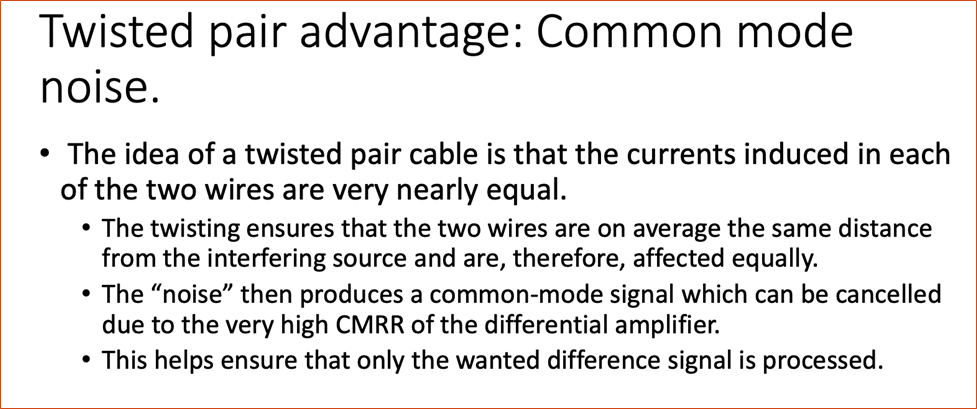 Twisted pair advantage: Common mode
noise.
• The idea of a twisted pair cable is that the currents induced in each
of the two wires are very nearly equal.
• The twisting ensures that the two wires are on average the same distance
from the interfering source and are, therefore, affected equally.
• The “noise” then produces a common-mode signal which can be cancelled
due to the very high CMRR of the differential amplifier.
• This helps ensure that only the wanted difference signal is processed.